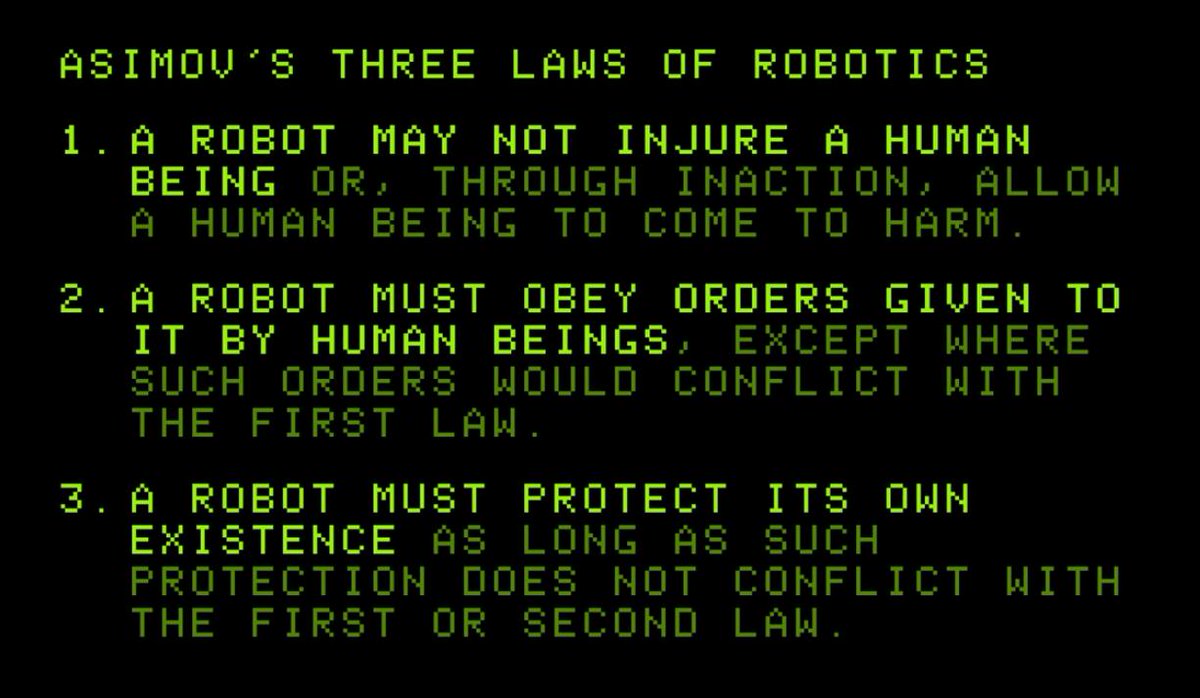 ASIMOV'S THREE LAWS OF ROBOTICS
1. A ROBOT MAY NOT INJURE A HUMAN
BEING OR, THROUGH INACTION, ALLOW
A HUMAN BEING TO COME TO HARM.
2. A ROBOT MUST OBEY ORDERS GIVEN TO
IT BY HUMAN BEINGS, EXCEPT WHERE
SUCH ORDERS WOULD CONFLICT WITH
THE FIRST LAW.
3. A ROBOT MUST PROTECT ITS OWN
EXISTENCE AS LONG AS SUCH
PROTECTION DOES NOT CONFLICT WITH
THE FIRST OR SECOND LAW.